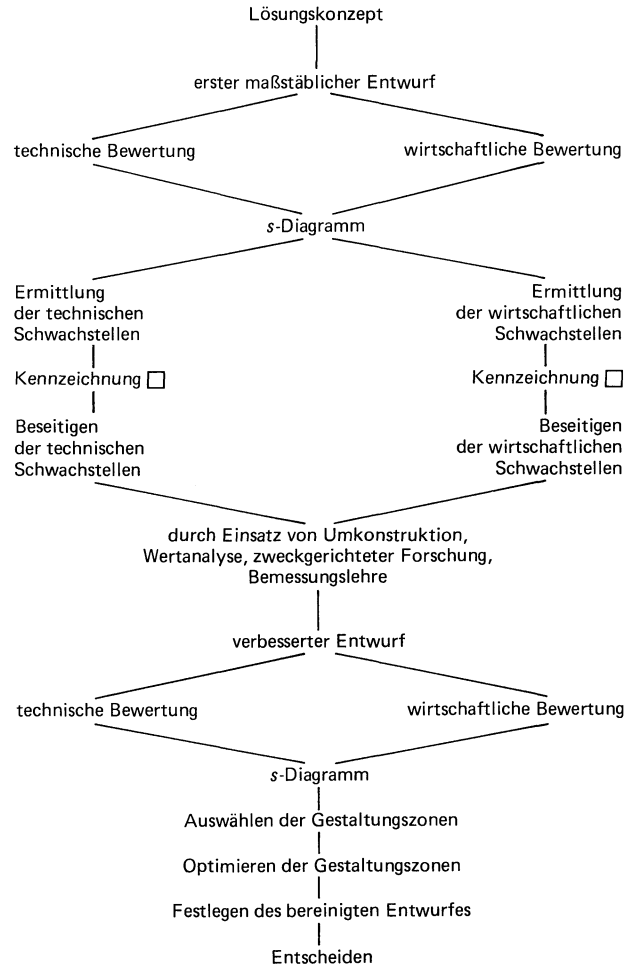 Lösungskonzept
erster maßstäblicher Entwurf
technische Bewertung
wirtschaftliche Bewertung
s-Diagramm
Ermittlung
der technischen
Schwachstellen
Ermittlung
der wirtschaftlichen
Schwachstellen
Kennzeichnung
Kennzeichnung
Beseitigen
der technischen
Schwachstellen
Beseitigen
der wirtschaftlichen
Schwachstellen
durch Einsatz von Umkonstruktion,
Wertanalyse, zweckgerichteter Forschung,
Bemessungslehre
verbesserter Entwurf
technische Bewertung
wirtschaftliche Bewertung
s-Diagramm
Auswählen der Gestaltungszonen
Optimieren der Gestaltungszonen
Festlegen des bereinigten Entwurfes
Entscheiden